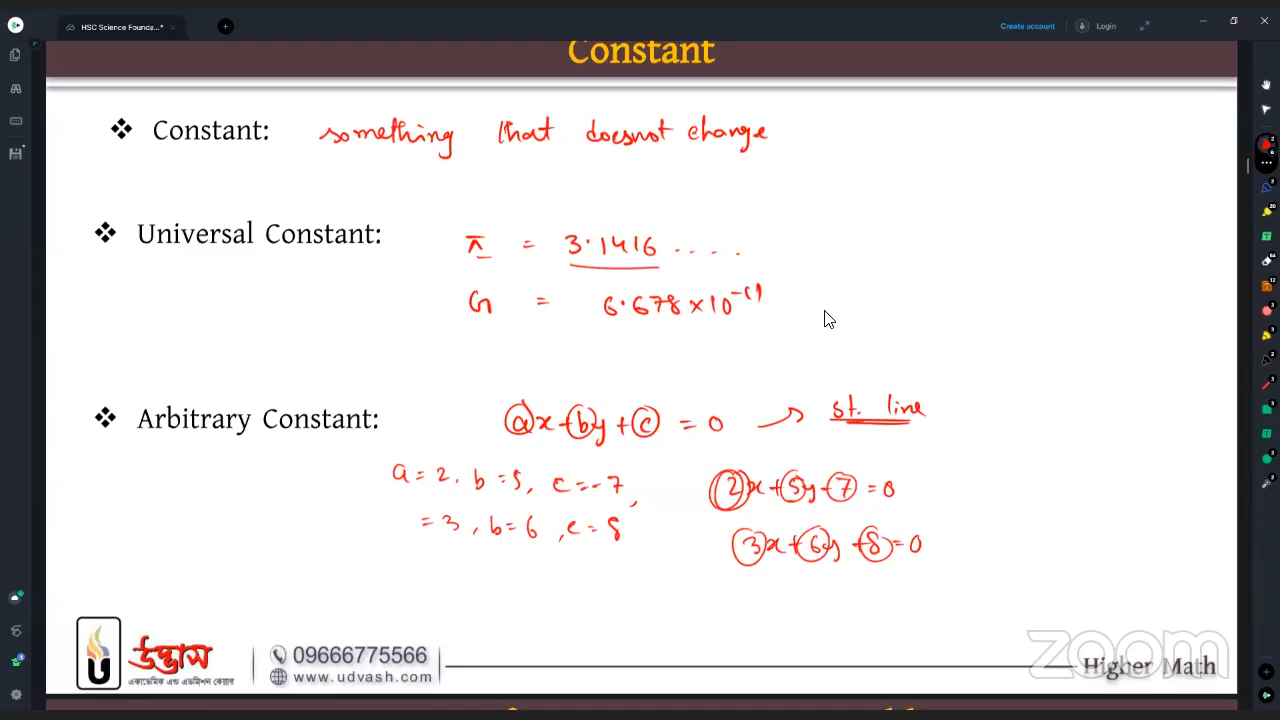 HSC Science Founda...*
Create account
Login
Constant
❖ Constant: something that doesnot change
❖ Universal Constant: π = 3.1416 .....
G = 6.678 × 10⁻¹¹
❖ Arbitrary Constant: ax + by + c = 0 → st. line
a = 2, b = 5, c = -7, 2x + 5y + 7 = 0
= 3, b = 6, c = 8 3x + 6y + 8 = 0
U উদ্ভাস
একাডেমিক এন্ড এডমিশন কেয়ার
09666775566
www.udvash.com
zoom
Higher Math